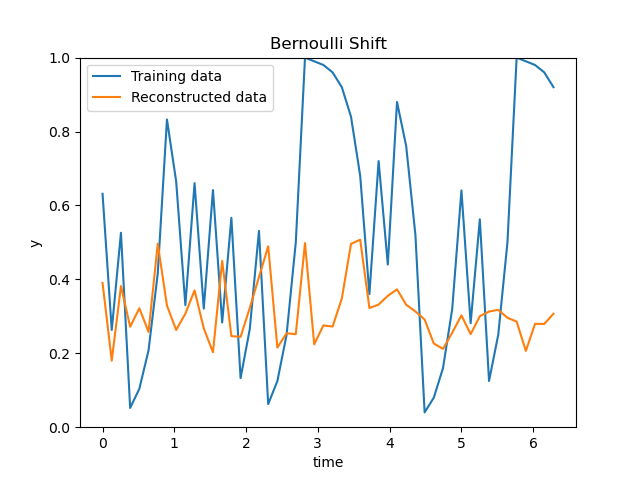 Bernoulli Shift
Training data
Reconstructed data
1.0
0.8
0.6
0.4
0.2
0.0
y
0 1 2 3 4 5 6
time